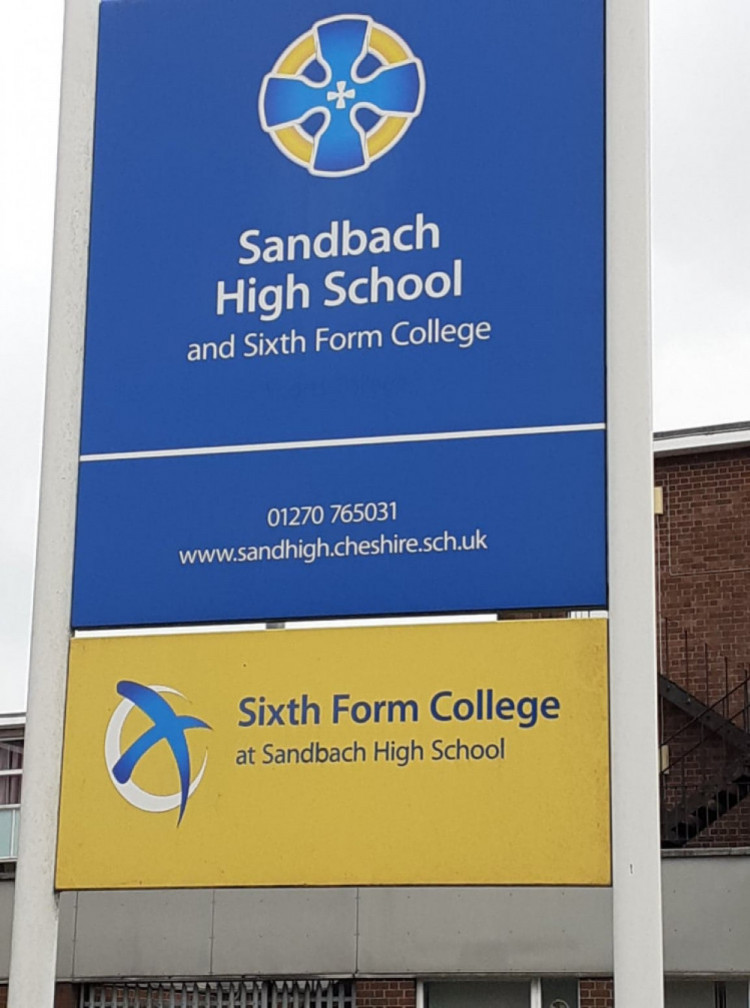 Sandbach
High School
and Sixth Form College
01270 765031
www.sandhigh.cheshire.sch.uk
Sixth Form College
at Sandbach High School